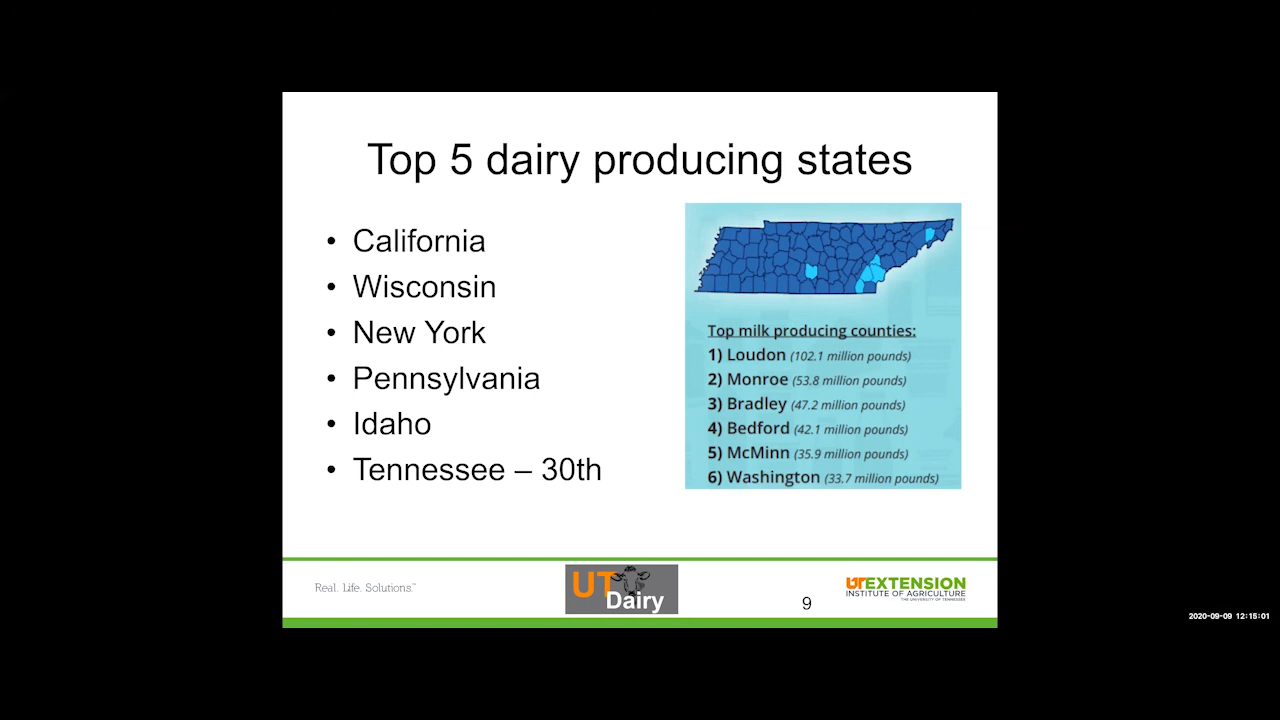 Top 5 dairy producing states
• California
• Wisconsin
• New York
• Pennsylvania
• Idaho
• Tennessee – 30th
Top milk producing counties:
1) Loudon (102.1 million pounds)
2) Monroe (53.8 million pounds)
3) Bradley (47.2 million pounds)
4) Bedford (42.1 million pounds)
5) McMinn (35.9 million pounds)
6) Washington (33.7 million pounds)
Real. Life. Solutions.™
UT
Dairy
9
UT EXTENSION
INSTITUTE OF AGRICULTURE
THE UNIVERSITY OF TENNESSEE
2020-09-09 12:15:01